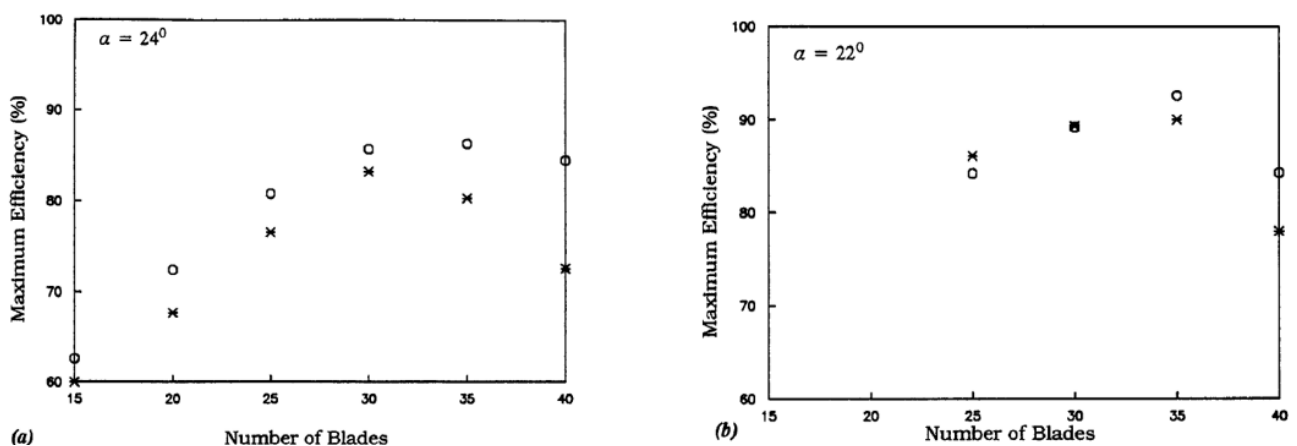 100
90
80
70
60
α = 24⁰
Maximum Efficiency (%)
15 20 25 30 35 40
(a) Number of Blades
100
90
80
70
60
α = 22⁰
Maximum Efficiency (%)
15 20 25 30 35 40
(b) Number of Blades